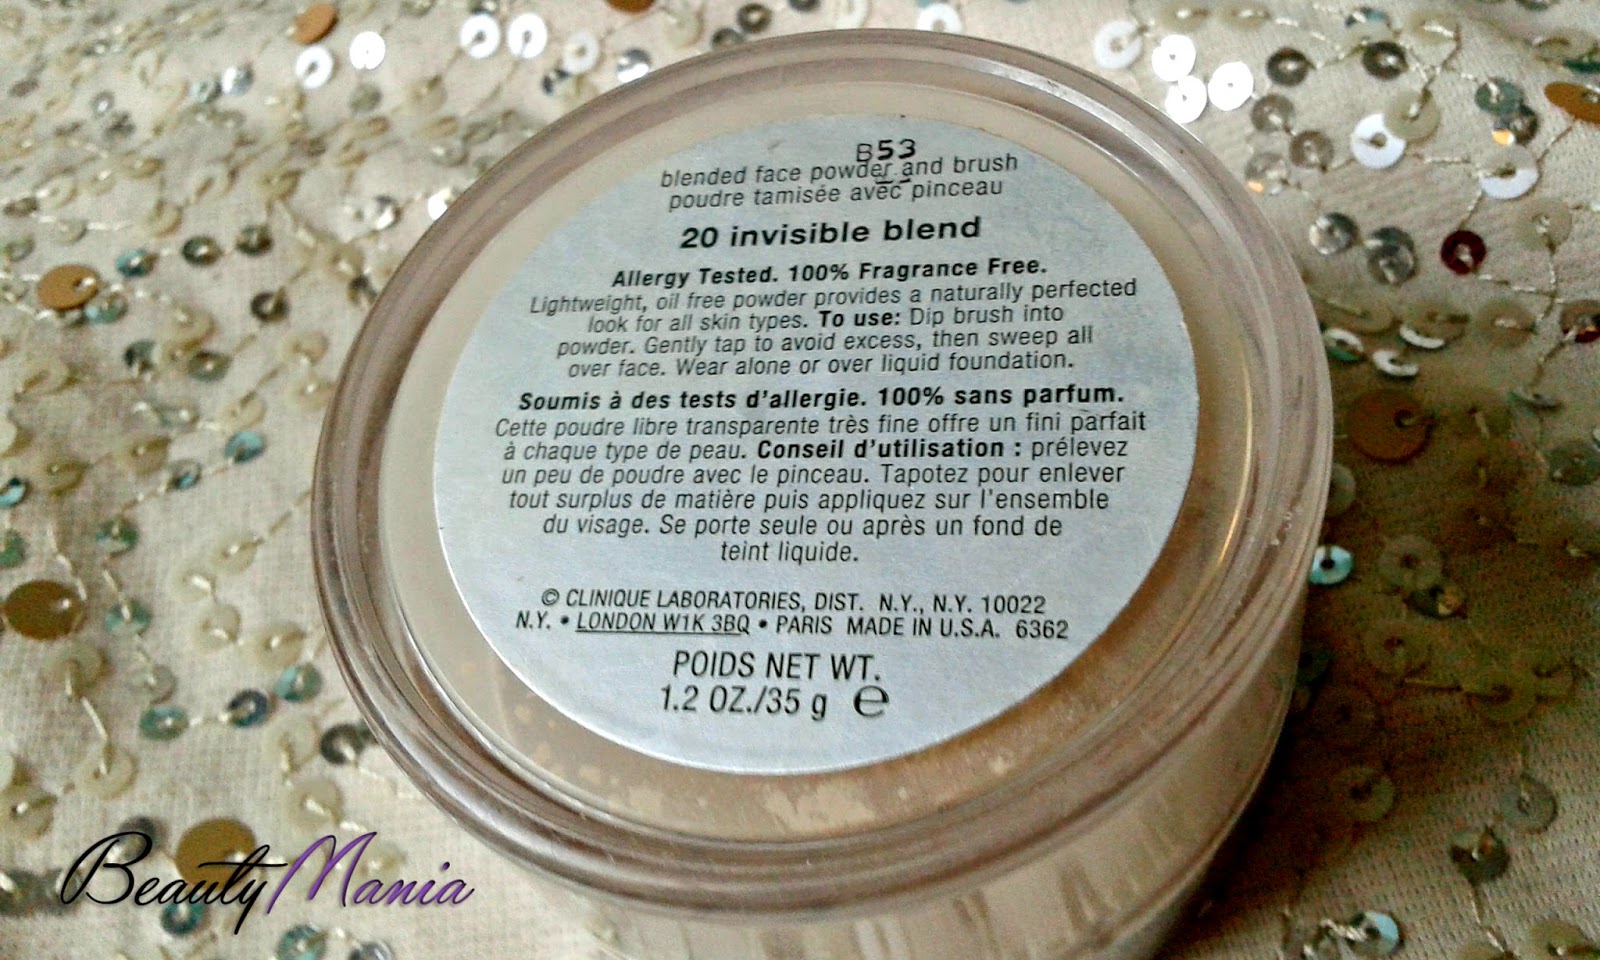 B53
blended face powder and brush
poudre tamisée avec pinceau
20 invisible blend
Allergy Tested. 100% Fragrance Free.
Lightweight, oil free powder provides a naturally perfected
look for all skin types. To use: Dip brush into
powder. Gently tap to avoid excess, then sweep all
over face. Wear alone or over liquid foundation.
Soumis à des tests d'allergie. 100% sans parfum.
Cette poudre libre transparente très fine offre un fini parfait
à chaque type de peau. Conseil d'utilisation : prélevez
un peu de poudre avec le pinceau. Tapotez pour enlever
tout surplus de matière puis appliquez sur l'ensemble
du visage. Se porte seule ou après un fond de
teint liquide.
© CLINIQUE LABORATORIES, DIST. N.Y., N.Y. 10022
N.Y. • LONDON W1K 3BQ • PARIS MADE IN U.S.A. 6362
POIDS NET WT.
1.2 OZ./35 g ℮
BeautyMania